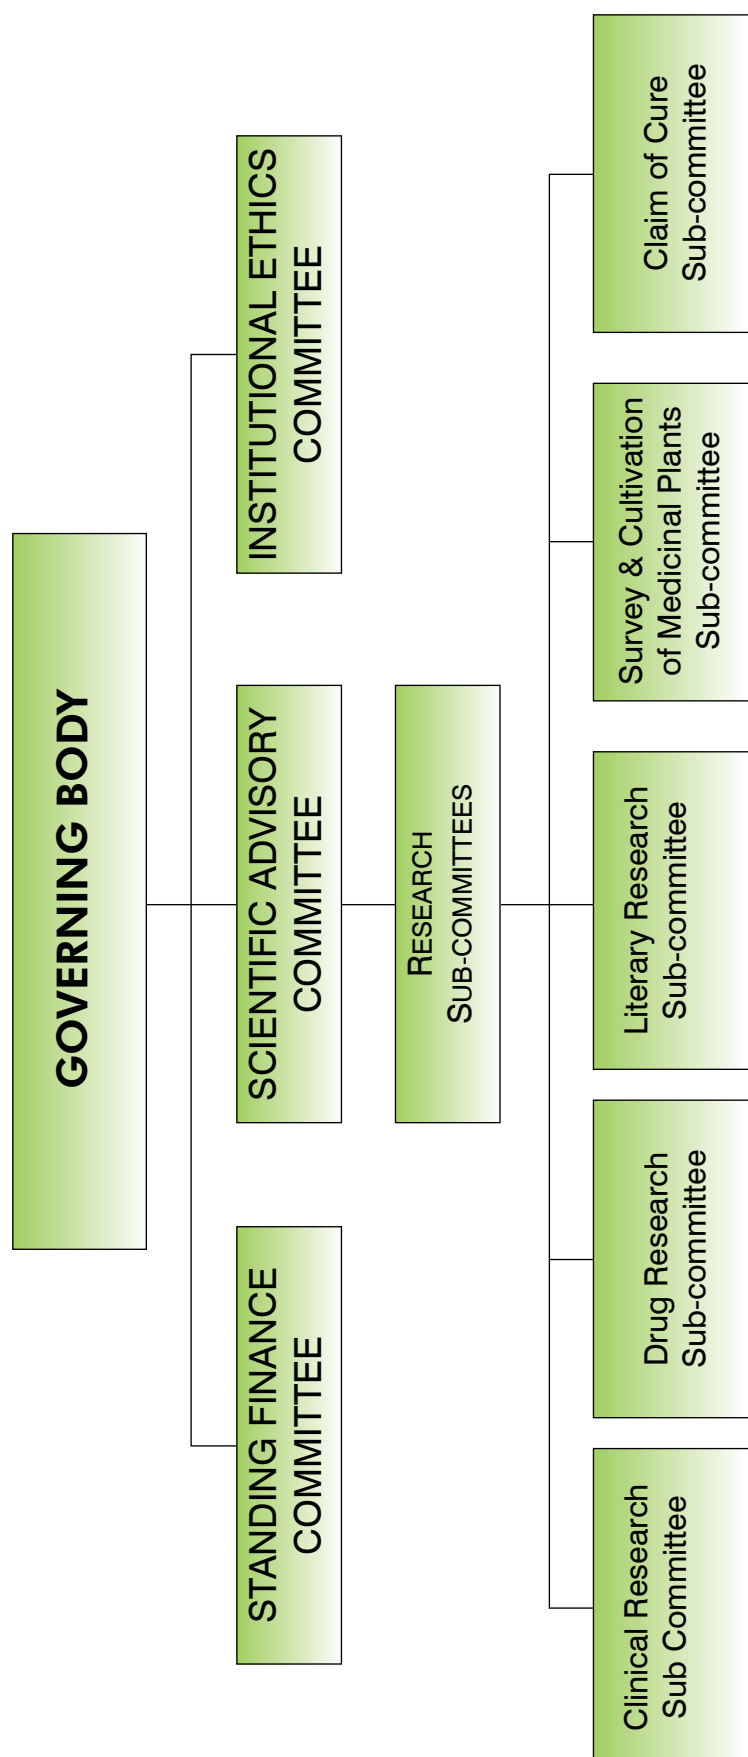 GOVERNING BODY
STANDING FINANCE
COMMITTEE
SCIENTIFIC ADVISORY
COMMITTEE
INSTITUTIONAL ETHICS
COMMITTEE
RESEARCH
SUB-COMMITTEES
Clinical Research
Sub Committee
Drug Research
Sub-committee
Literary Research
Sub-committee
Survey & Cultivation
of Medicinal Plants
Sub-committee
Claim of Cure
Sub-committee